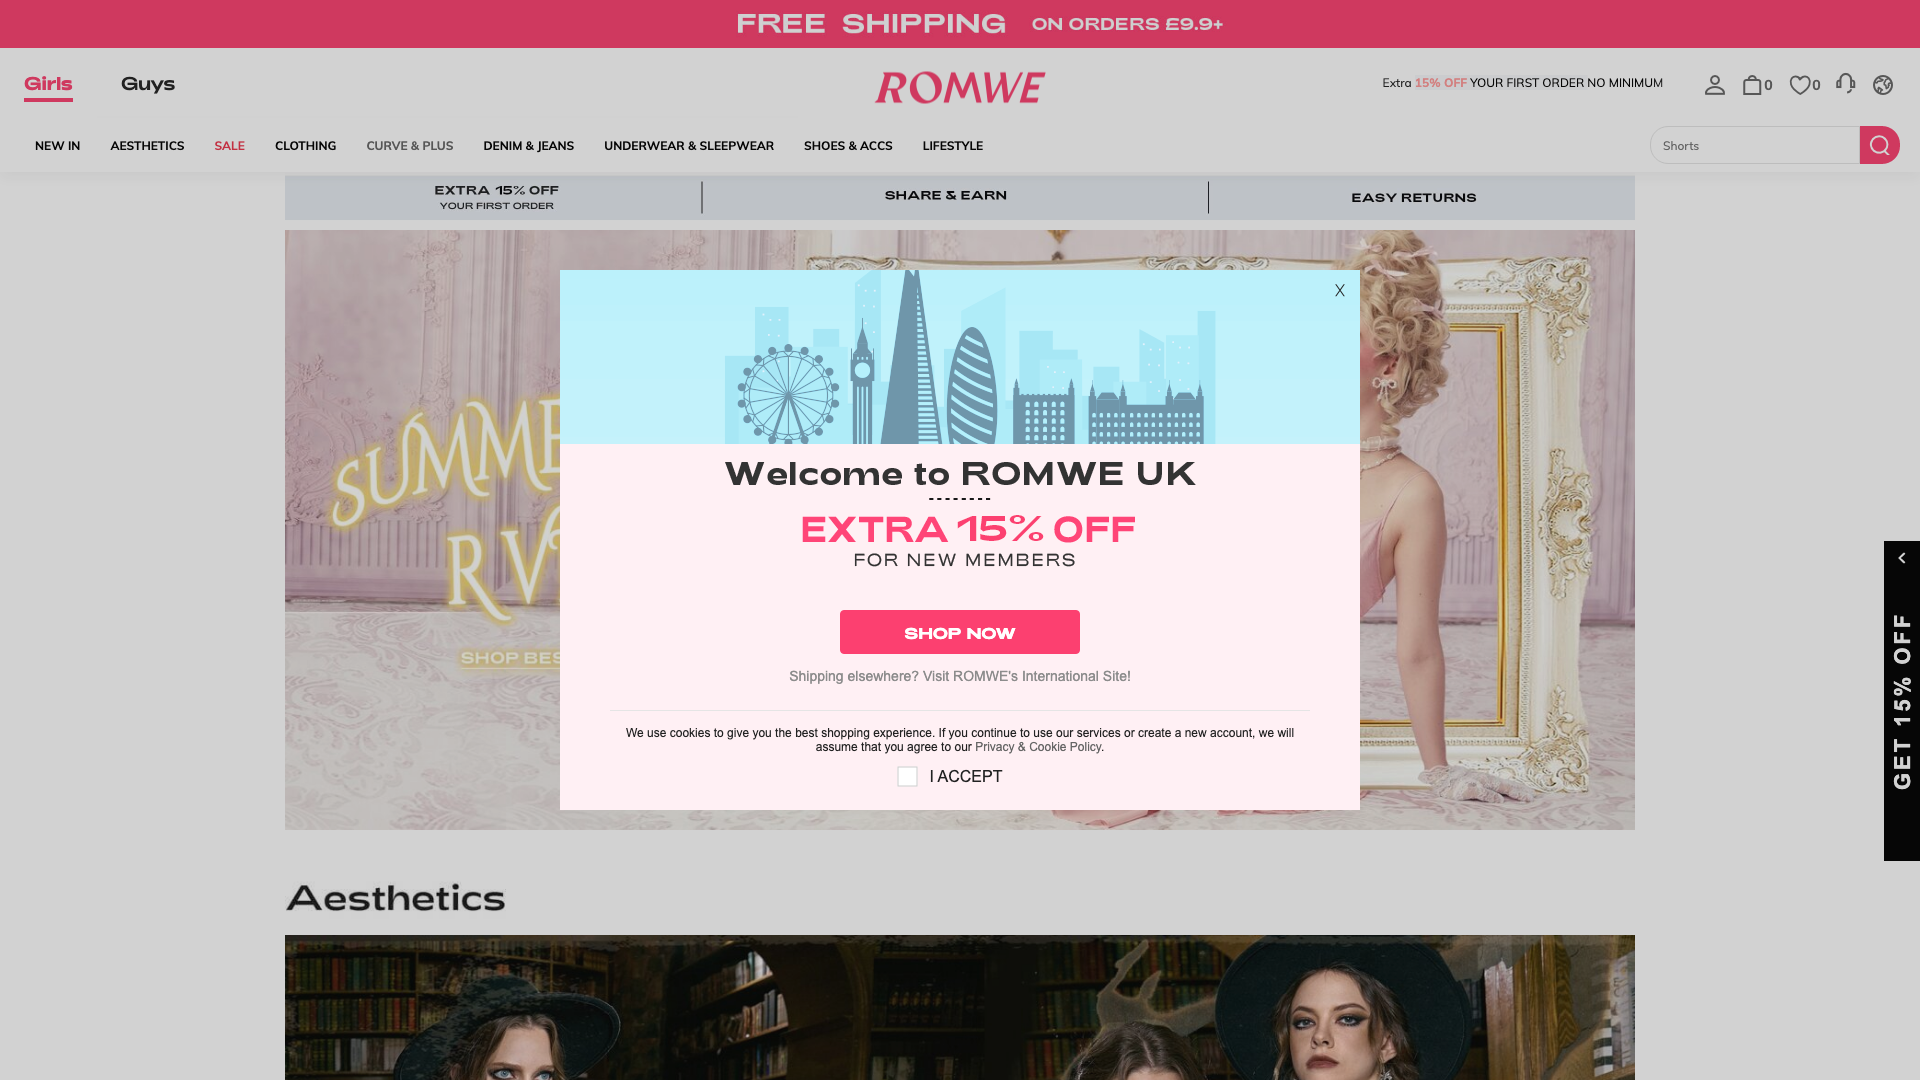 FREE SHIPPING ON ORDERS £9.9+
Girls
Guys
ROMWE
Extra 15% OFF YOUR FIRST ORDER NO MINIMUM
0
0
NEW IN
AESTHETICS
SALE
CLOTHING
CURVE & PLUS
DENIM & JEANS
UNDERWEAR & SLEEPWEAR
SHOES & ACCS
LIFESTYLE
Shorts
EXTRA 15% OFF
YOUR FIRST ORDER
SHARE & EARN
EASY RETURNS
X
Welcome to ROMWE UK
EXTRA 15% OFF
FOR NEW MEMBERS
SHOP NOW
Shipping elsewhere? Visit ROMWE's International Site!
We use cookies to give you the best shopping experience. If you continue to use our services or create a new account, we will
assume that you agree to our Privacy & Cookie Policy.
I ACCEPT
SHOP
GET 15% OFF
Aesthetics